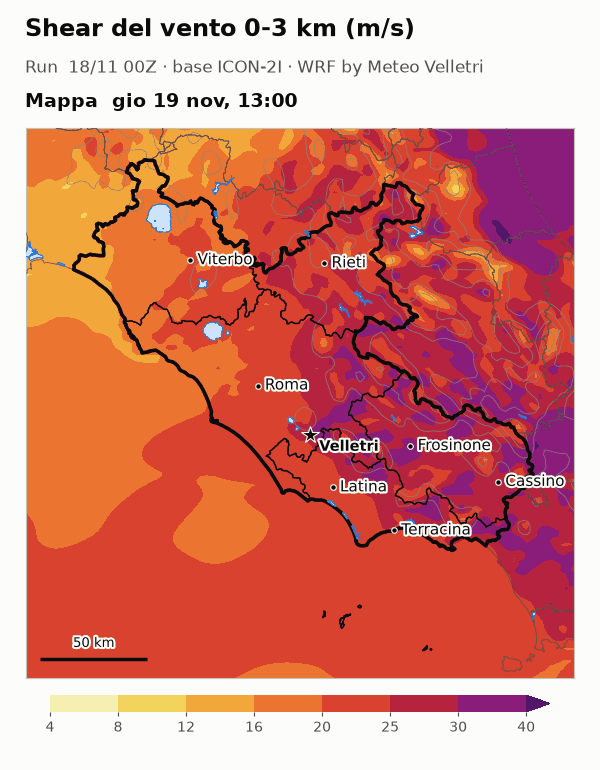 Shear del vento 0-3 km (m/s)
Run  18/11 00Z · base ICON-2I · WRF by Meteo Velletri
Mappa  gio 19 nov, 13:00
Viterbo
Rieti
Roma
Velletri
Frosinone
Cassino
Latina
Terracina
50 km
4 8 12 16 20 25 30 40